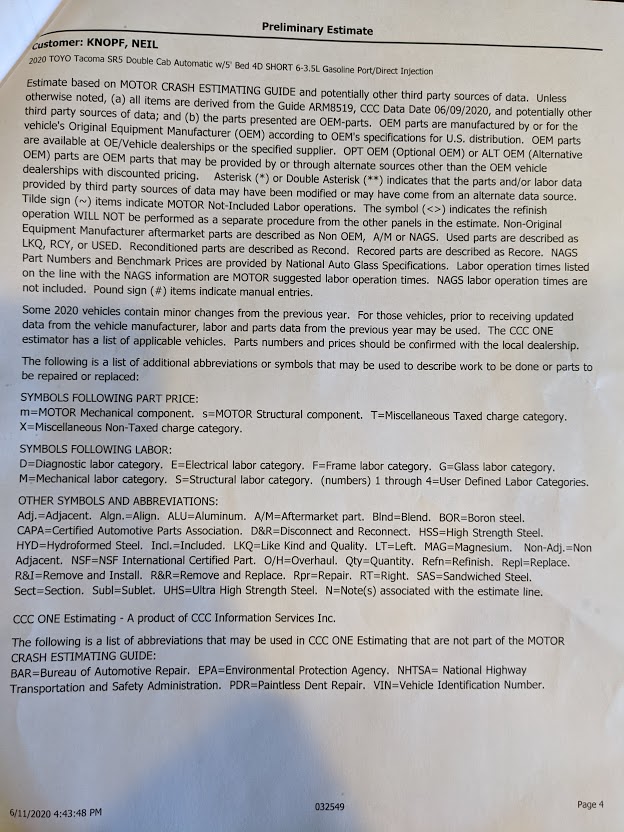 Preliminary Estimate
Customer: KNOPF, NEIL
2020 TOYO Tacoma SR5 Double Cab Automatic w/5' Bed 4D SHORT 6-3.5L Gasoline Port/Direct Injection
Estimate based on MOTOR CRASH ESTIMATING GUIDE and potentially other third party sources of data. Unless
otherwise noted, (a) all items are derived from the Guide ARM8519, CCC Data Date 06/09/2020, and potentially other
third party sources of data; and (b) the parts presented are OEM-parts. OEM parts are manufactured by or for the
vehicle's Original Equipment Manufacturer (OEM) according to OEM's specifications for U.S. distribution. OEM parts
are available at OE/Vehicle dealerships or the specified supplier. OPT OEM (Optional OEM) or ALT OEM (Alternative
OEM) parts are OEM parts that may be provided by or through alternate sources other than the OEM vehicle
dealerships with discounted pricing. Asterisk (*) or Double Asterisk (**) indicates that the parts and/or labor data
provided by third party sources of data may have been modified or may have come from an alternate data source.
Tilde sign (~) items indicate MOTOR Not-Included Labor operations. The symbol (<>) indicates the refinish
operation WILL NOT be performed as a separate procedure from the other panels in the estimate. Non-Original
Equipment Manufacturer aftermarket parts are described as Non OEM, A/M or NAGS. Used parts are described as
LKQ, RCY, or USED. Reconditioned parts are described as Recond. Recored parts are described as Recore. NAGS
Part Numbers and Benchmark Prices are provided by National Auto Glass Specifications. Labor operation times listed
on the line with the NAGS information are MOTOR suggested labor operation times. NAGS labor operation times are
not included. Pound sign (#) items indicate manual entries.
Some 2020 vehicles contain minor changes from the previous year. For those vehicles, prior to receiving updated
data from the vehicle manufacturer, labor and parts data from the previous year may be used. The CCC ONE
estimator has a list of applicable vehicles. Parts numbers and prices should be confirmed with the local dealership.
The following is a list of additional abbreviations or symbols that may be used to describe work to be done or parts to
be repaired or replaced:
SYMBOLS FOLLOWING PART PRICE:
m=MOTOR Mechanical component. s=MOTOR Structural component. T=Miscellaneous Taxed charge category.
X=Miscellaneous Non-Taxed charge category.
SYMBOLS FOLLOWING LABOR:
D=Diagnostic labor category. E=Electrical labor category. F=Frame labor category. G=Glass labor category.
M=Mechanical labor category. S=Structural labor category. (numbers) 1 through 4=User Defined Labor Categories.
OTHER SYMBOLS AND ABBREVIATIONS:
Adj.=Adjacent. Algn.=Align. ALU=Aluminum. A/M=Aftermarket part. Blnd=Blend. BOR=Boron steel.
CAPA=Certified Automotive Parts Association. D&R=Disconnect and Reconnect. HSS=High Strength Steel.
HYD=Hydroformed Steel. Incl.=Included. LKQ=Like Kind and Quality. LT=Left. MAG=Magnesium. Non-Adj.=Non
Adjacent. NSF=NSF International Certified Part. O/H=Overhaul. Qty=Quantity. Refn=Refinish. Repl=Replace.
R&I=Remove and Install. R&R=Remove and Replace. Rpr=Repair. RT=Right. SAS=Sandwiched Steel.
Sect=Section. Subl=Sublet. UHS=Ultra High Strength Steel. N=Note(s) associated with the estimate line.
CCC ONE Estimating - A product of CCC Information Services Inc.
The following is a list of abbreviations that may be used in CCC ONE Estimating that are not part of the MOTOR
CRASH ESTIMATING GUIDE:
BAR=Bureau of Automotive Repair. EPA=Environmental Protection Agency. NHTSA= National Highway
Transportation and Safety Administration. PDR=Paintless Dent Repair. VIN=Vehicle Identification Number.
6/11/2020 4:43:48 PM
032549
Page 4